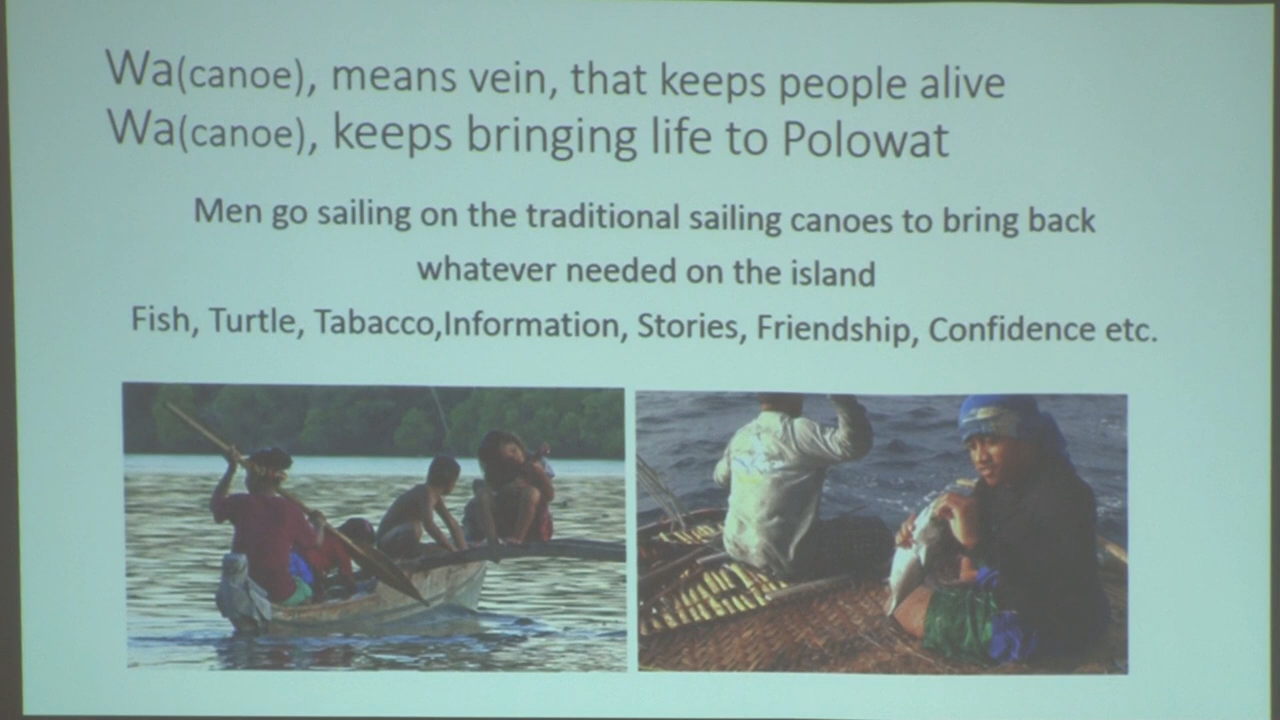 Wa(canoe), means vein, that keeps people alive
Wa(canoe), keeps bringing life to Polowat
Men go sailing on the traditional sailing canoes to bring back
whatever needed on the island
Fish, Turtle, Tabacco,Information, Stories, Friendship, Confidence etc.